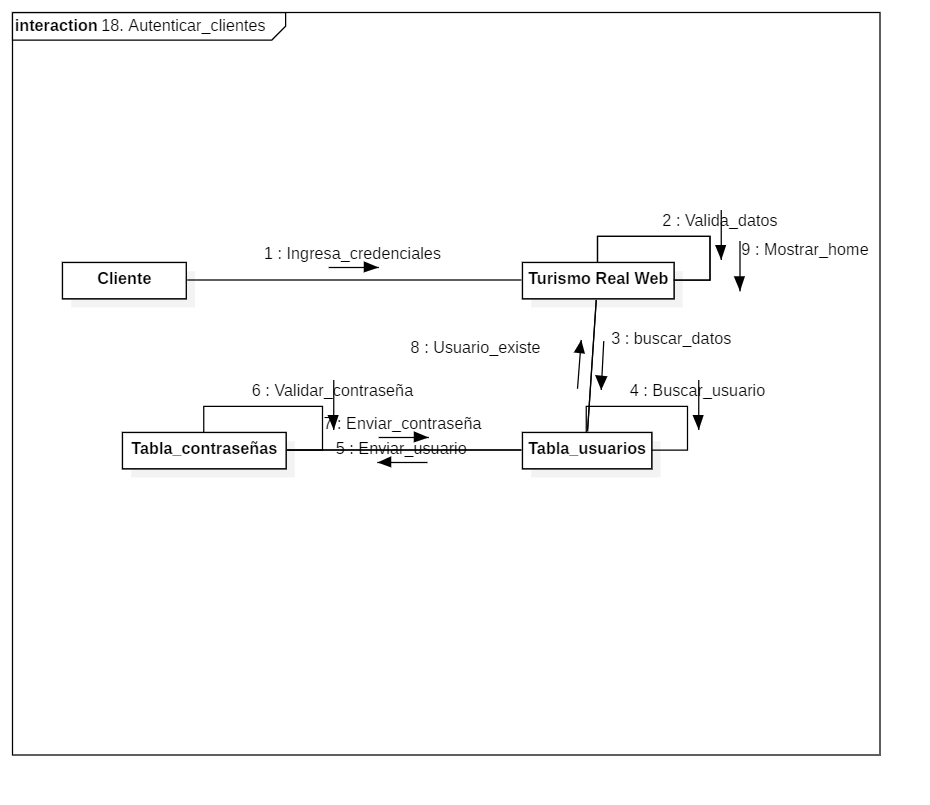 interaction 18. Autenticar_clientes
2 : Valida_datos
1 : Ingresa_credenciales
9 : Mostrar_home
Cliente
Turismo Real Web
3 : buscar_datos
8 : Usuario_existe
6 : Validar_contraseña
4 : Buscar_usuario
7 : Enviar_contraseña
Tabla_contraseñas
5 : Enviar_usuario
Tabla_usuarios